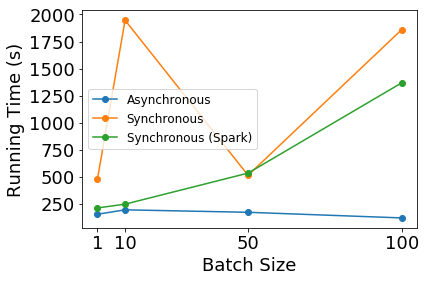 2000
1750
1500
1250
1000
750
500
250
Running Time (s)
Asynchronous
Synchronous
Synchronous (Spark)
1 10 50 100
Batch Size